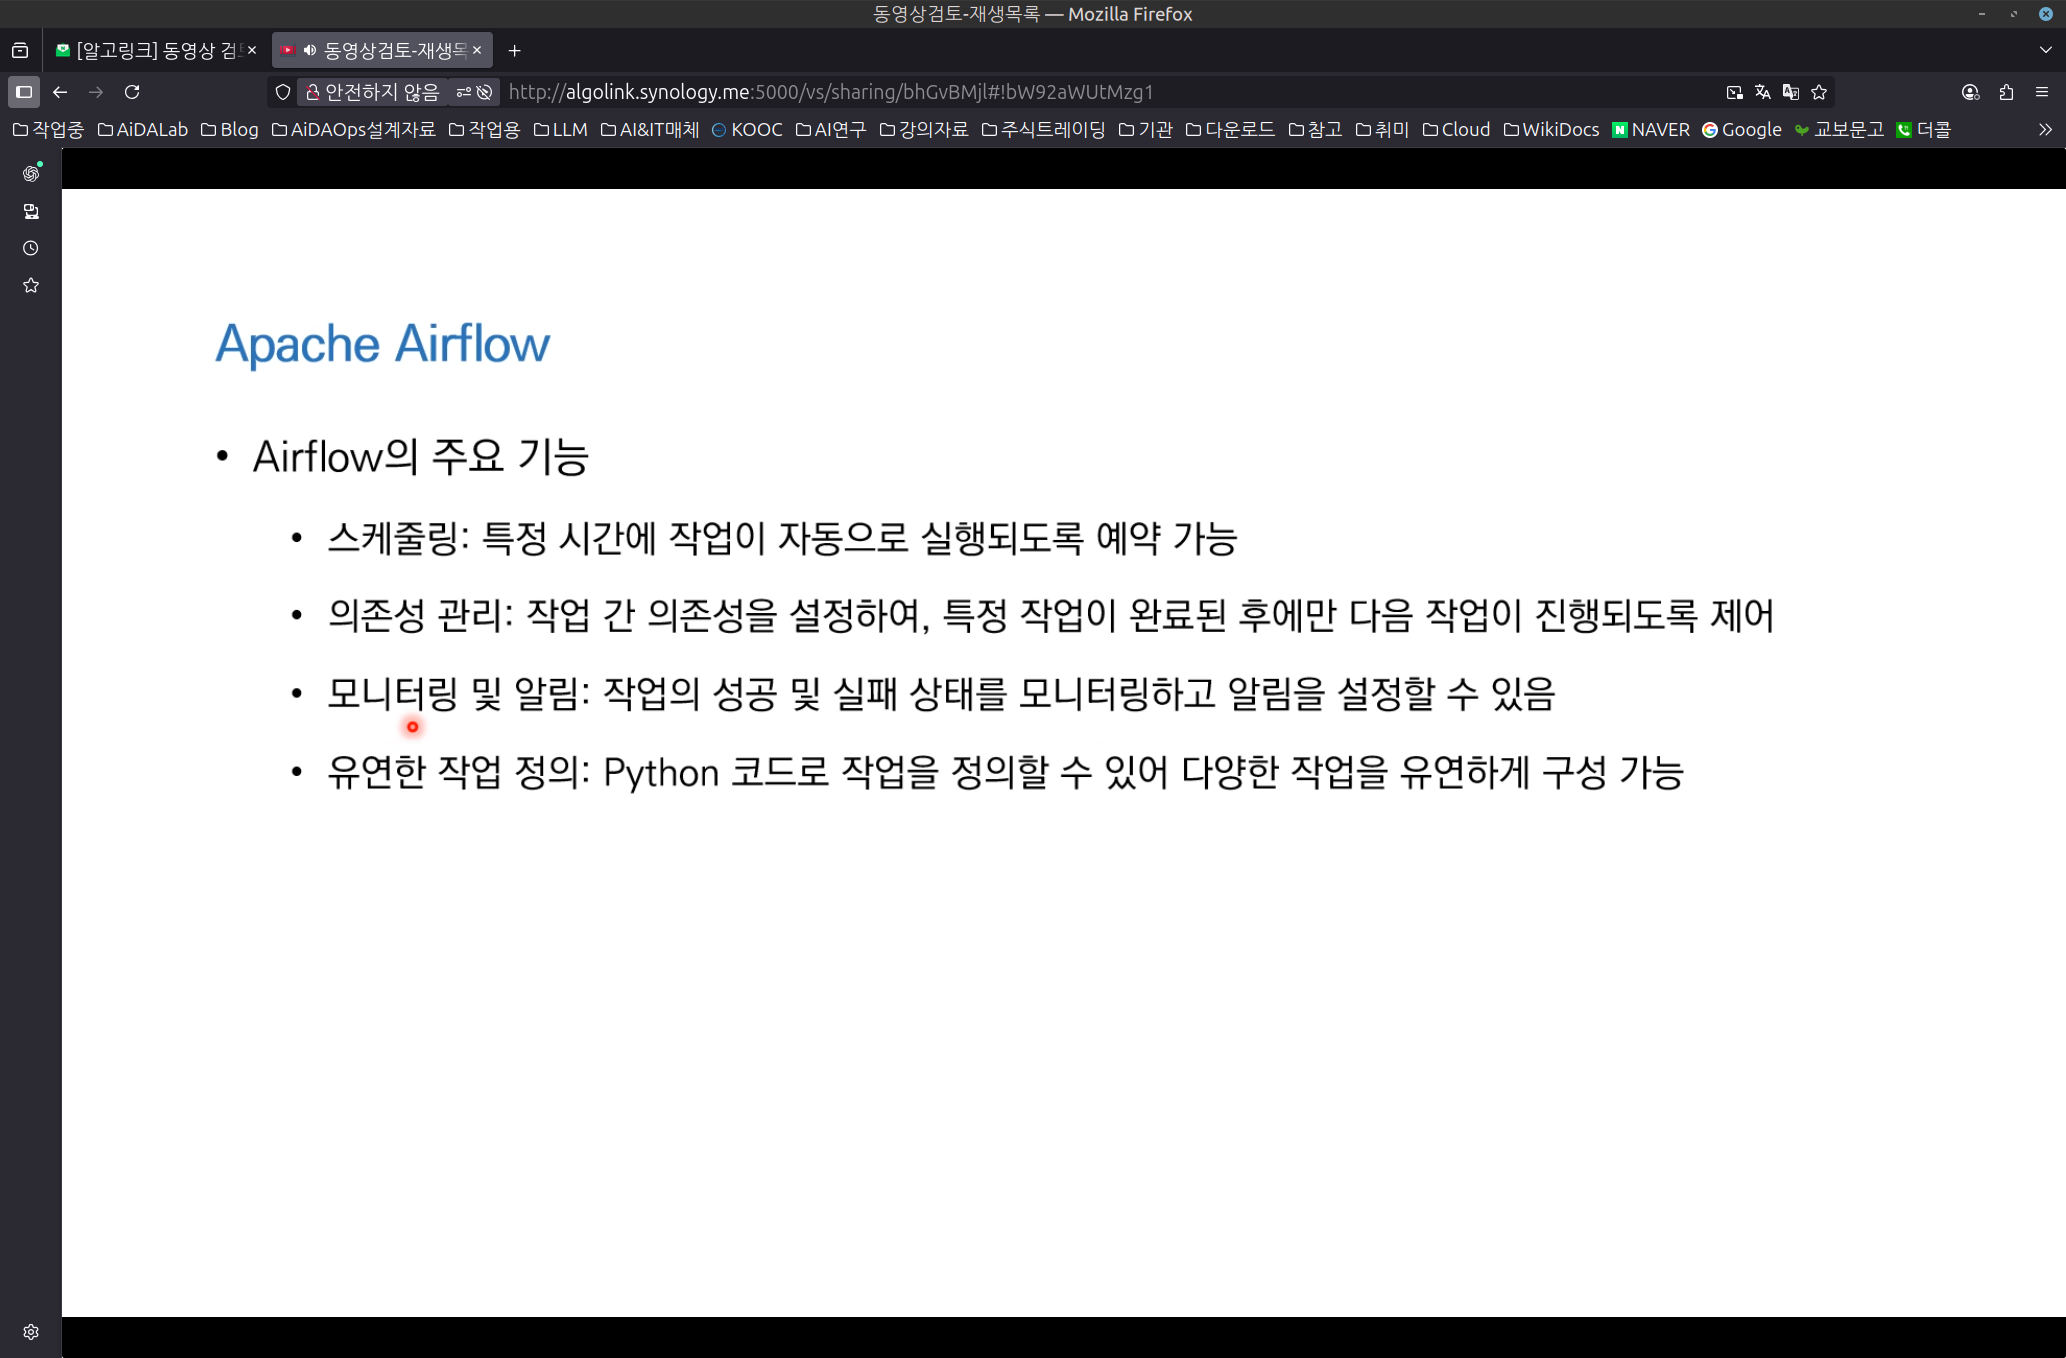 동영상검토-재생목록 — Mozilla Firefox
[알고링크] 동영상 검
동영상검토-재생목
안전하지 않음
http://algolink.synology.me:5000/vs/sharing/bhGvBMjl#!bW92aWUtMzg1
작업중 AiDALab Blog AiDAOps설계자료 작업용 LLM AI&IT매체 KOOC AI연구 강의자료 주식트레이딩 기관 다운로드 참고 취미 Cloud WikiDocs NAVER Google 교보문고 더콜
Apache Airflow
• Airflow의 주요 기능
• 스케줄링: 특정 시간에 작업이 자동으로 실행되도록 예약 가능
• 의존성 관리: 작업 간 의존성을 설정하여, 특정 작업이 완료된 후에만 다음 작업이 진행되도록 제어
• 모니터링 및 알림: 작업의 성공 및 실패 상태를 모니터링하고 알림을 설정할 수 있음
• 유연한 작업 정의: Python 코드로 작업을 정의할 수 있어 다양한 작업을 유연하게 구성 가능